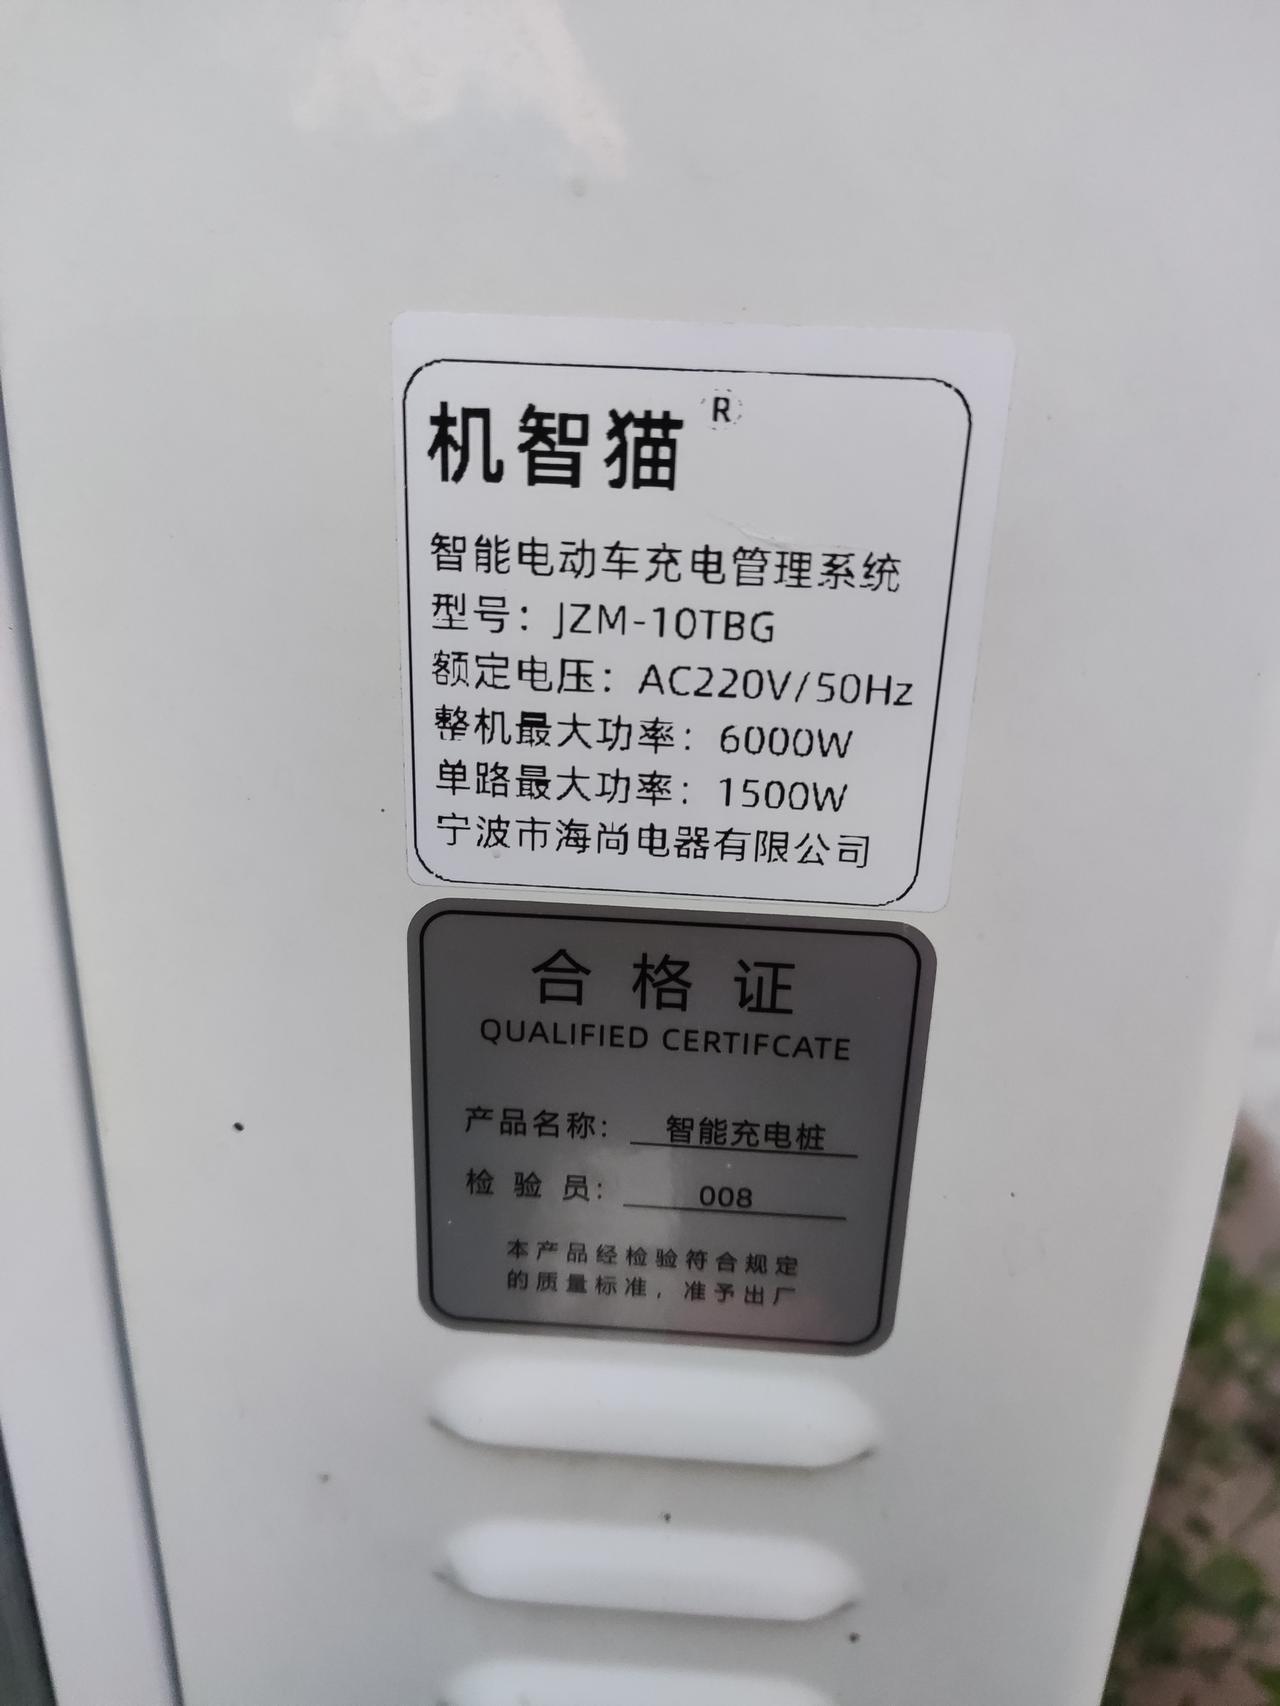 机智猫®
智能电动车充电管理系统
型号：JZM-10TBG
额定电压：AC220V/50Hz
整机最大功率：6000W
单路最大功率：1500W
宁波市海尚电器有限公司
合格证
QUALIFIED CERTIFCATE
产品名称：智能充电桩
检验员：008
本产品经检验符合规定
的质量标准，准予出厂